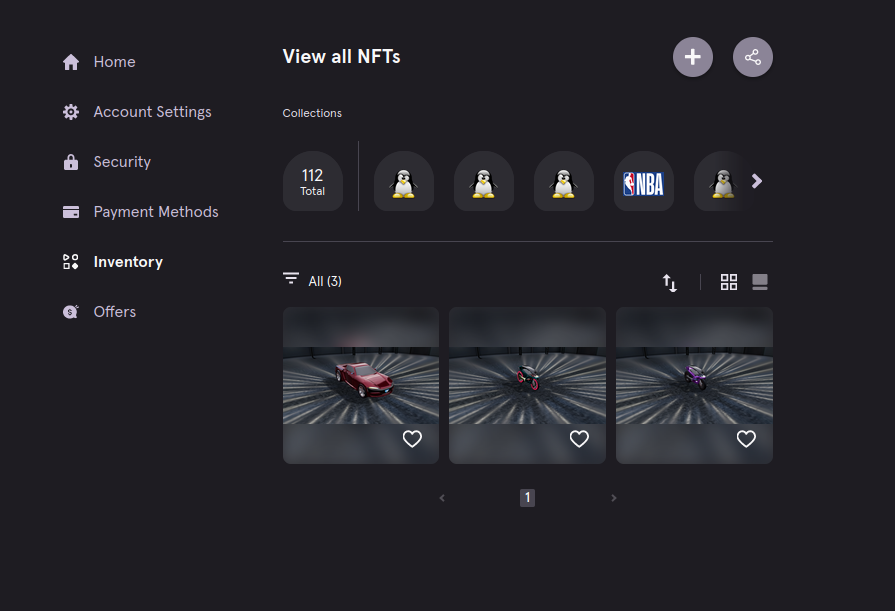 Home
Account Settings
Security
Payment Methods
Inventory
Offers
View all NFTs
Collections
112
Total
NBA
All (3)
1